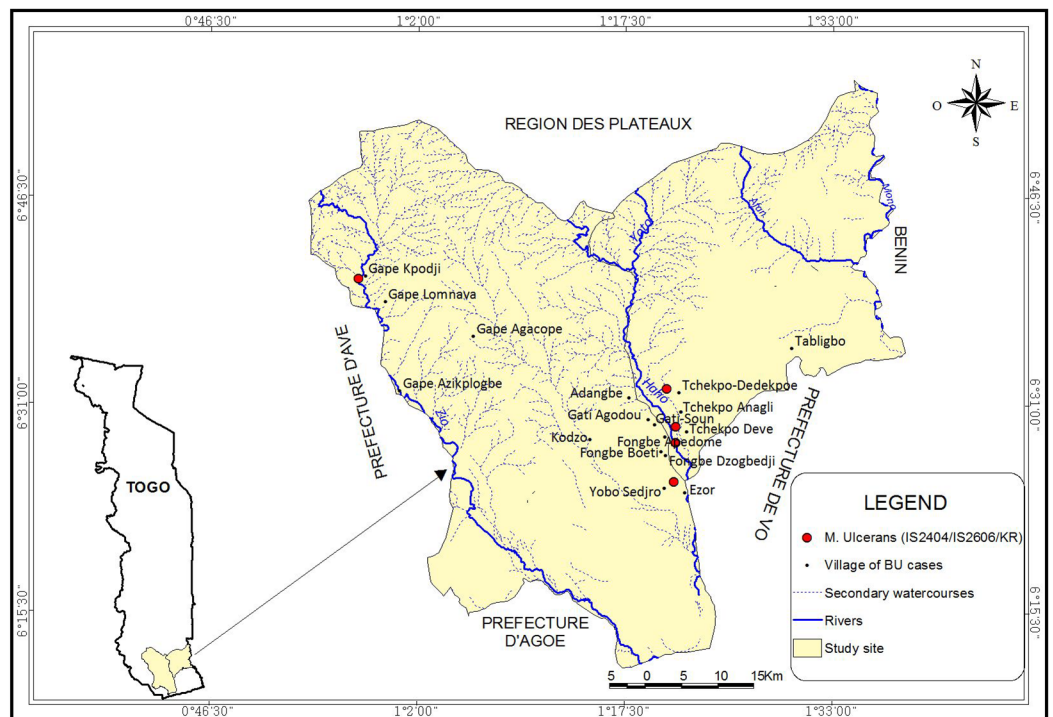 0°46'30"
1°2'00"
1°17'30"
1°33'00"
N
O
E
S
REGION DES PLATEAUX
6°46'30"
6°46'30"
Mono
Afan
Yoto
BENIN
Gape Kpodji
Gape Lomnava
Gape Agacope
Tabligbo
PREFECTURE D'AVE
Gape Azikplogbe
Tchekpo-Dedekpoe
Haho
Adangbe
6°31'00"
6°31'00"
Tchekpo Anagli
Gati Agodou
Gati-Soun
Zio
Tchekpo Deve
Kodzo
Fongbe Apedome
Fongbe Boeti
Fongbe Dzogbedji
PREFECTURE DE VO
TOGO
Yobo Sedjro
Ezor
LEGEND
M. Ulcerans (IS2404/IS2606/KR)
Village of BU cases
Secondary watercourses
Rivers
Study site
6°15'30"
6°15'30"
PREFECTURE
D'AGOE
5 0 5 10 15Km
0°46'30"
1°2'00"
1°17'30"
1°33'00"